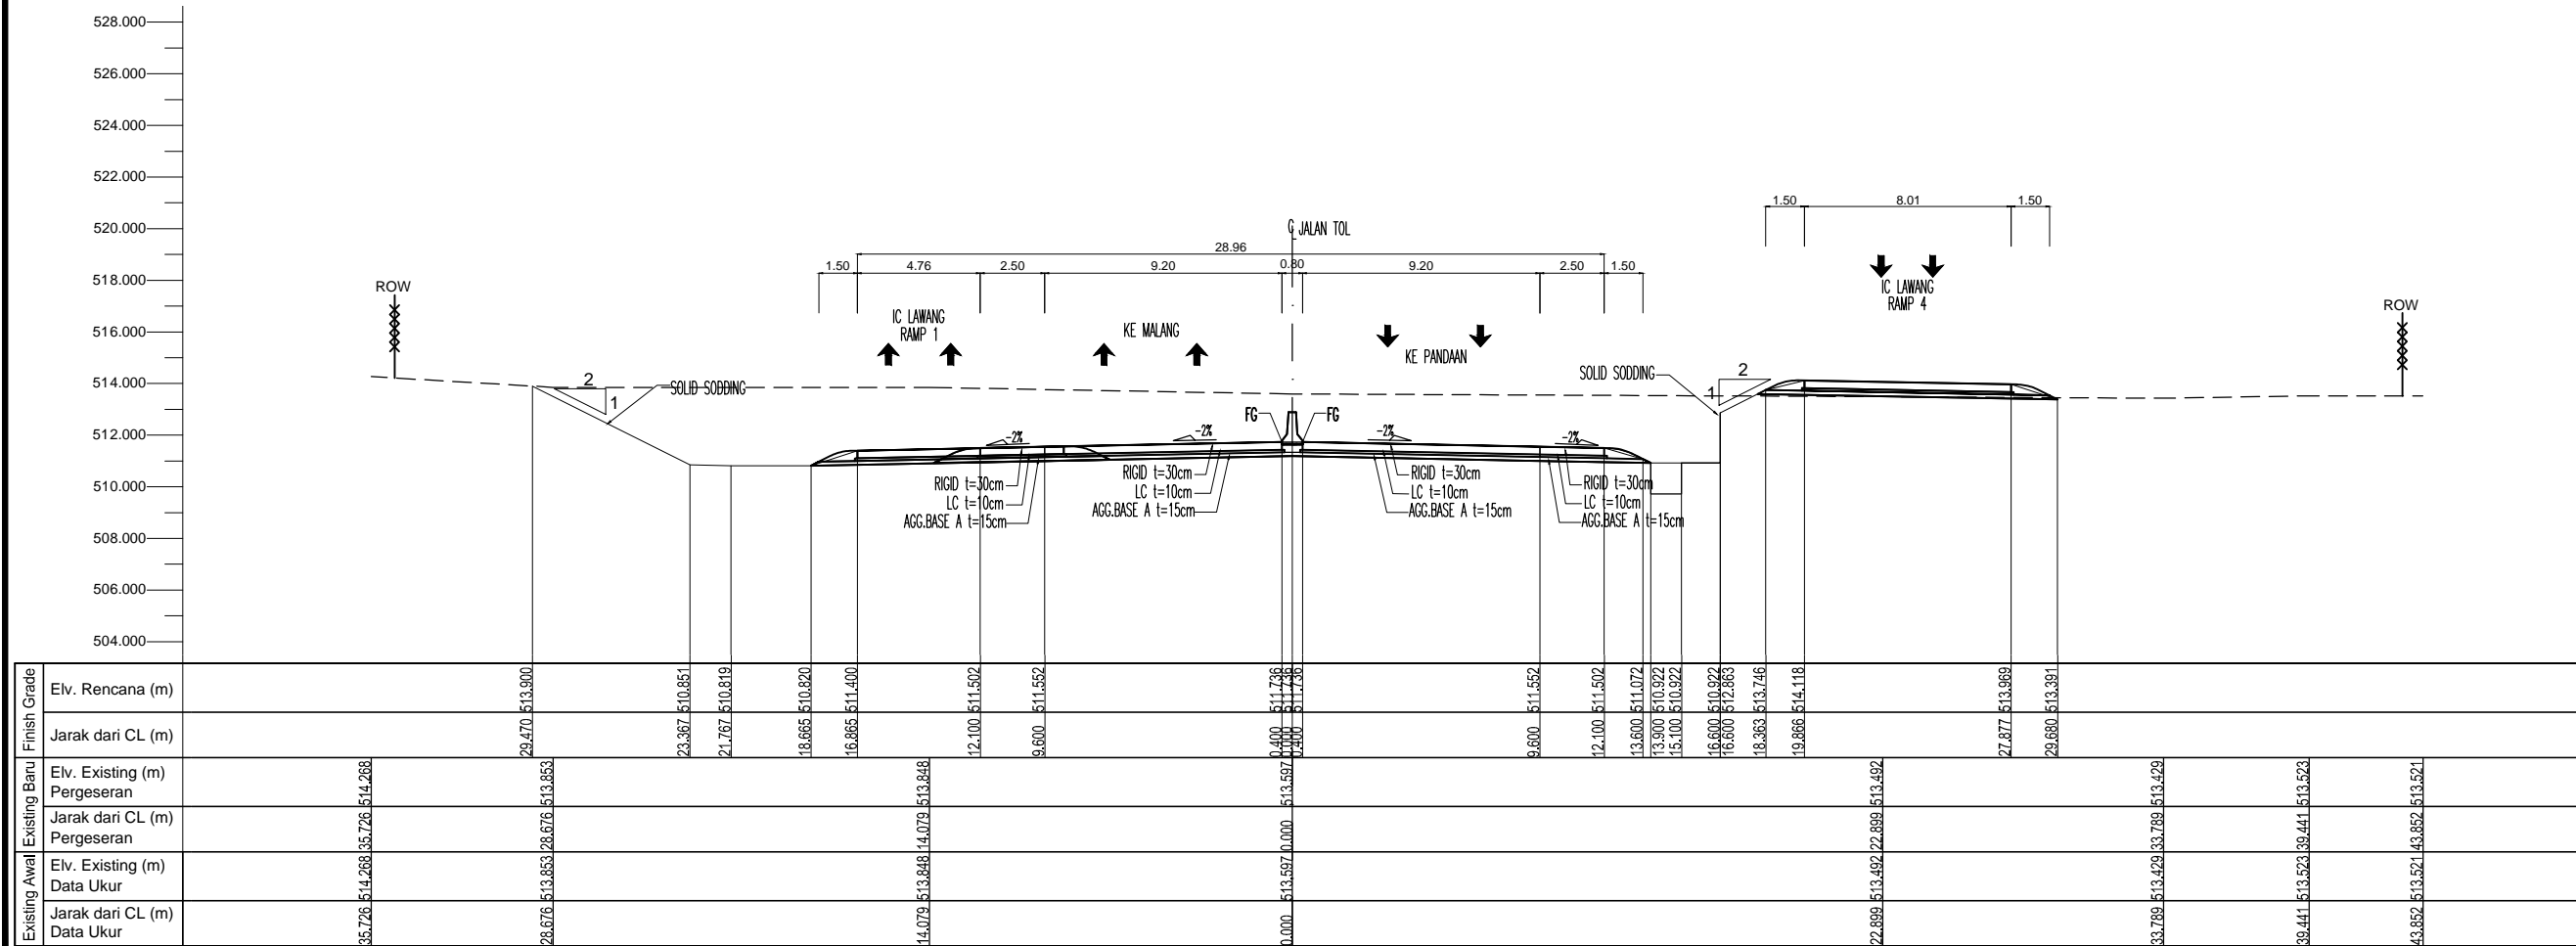 528.000
526.000
524.000
522.000
520.000
518.000
516.000
514.000
512.000
510.000
508.000
506.000
504.000
℄ JALAN TOL
1.50 8.01 1.50
28.96
1.50 4.76 2.50 9.20 0.80 9.20 2.50 1.50
ROW
IC LAWANG
RAMP 1
KE MALANG
KE PANDAAN
IC LAWANG
RAMP 4
ROW
2
1
SOLID SODDING
SOLID SODDING
2
1
FG FG
-2% -2% -2% -2%
RIGID t=30cm
LC t=10cm
AGG.BASE A t=15cm
RIGID t=30cm
LC t=10cm
AGG.BASE A t=15cm
RIGID t=30cm
LC t=10cm
AGG.BASE A t=15cm
RIGID t=30cm
LC t=10cm
AGG.BASE A t=15cm
Finish Grade
Elv. Rencana (m)
513.900 510.851 510.819 510.820 511.400 511.502 511.552 511.736 511.736 511.736 511.552 511.502 511.072 510.922 510.922 510.922 512.863 513.746 514.118 513.969 513.391
Jarak dari CL (m)
29.470 23.367 21.767 18.665 16.865 12.100 9.600 0.400 0.000 0.400 9.600 12.100 13.600 13.900 15.100 16.600 16.600 18.363 19.866 27.877 29.680
Existing Baru
Elv. Existing (m)
Pergeseran
514.268 513.853 513.848 513.597 513.492 513.429 513.523 513.521
Jarak dari CL (m)
Pergeseran
35.726 28.676 14.079 0.000 22.899 33.789 39.441 43.852
Existing Awal
Elv. Existing (m)
Data Ukur
514.268 513.853 513.848 513.597 513.492 513.429 513.523 513.521
Jarak dari CL (m)
Data Ukur
35.726 28.676 14.079 0.000 22.899 33.789 39.441 43.852